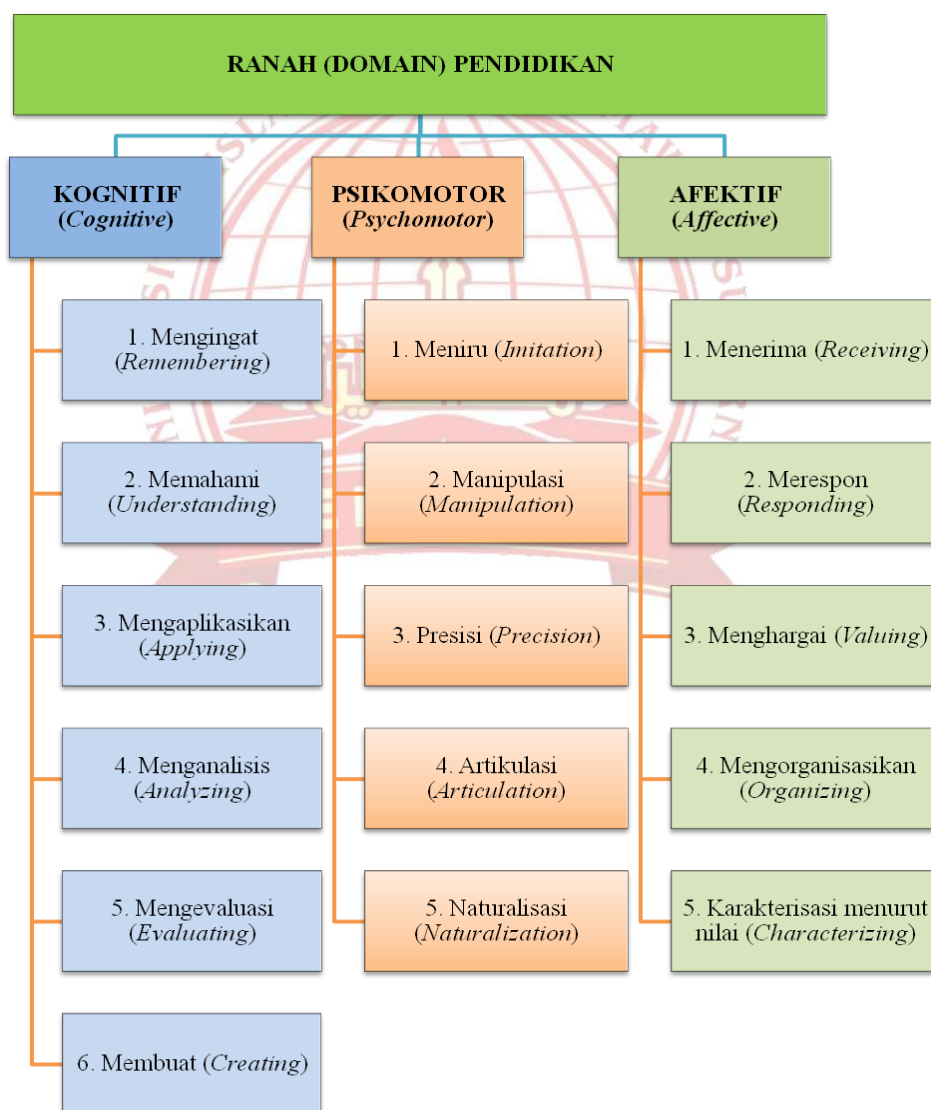 RANAH (DOMAIN) PENDIDIKAN
KOGNITIF
(Cognitive)
1. Mengingat
(Remembering)
2. Memahami
(Understanding)
3. Mengaplikasikan
(Applying)
4. Menganalisis
(Analyzing)
5. Mengevaluasi
(Evaluating)
6. Membuat (Creating)
PSIKOMOTOR
(Psychomotor)
1. Meniru (Imitation)
2. Manipulasi
(Manipulation)
3. Presisi (Precision)
4. Artikulasi
(Articulation)
5. Naturalisasi
(Naturalization)
AFEKTIF
(Affective)
1. Menerima (Receiving)
2. Merespon
(Responding)
3. Menghargai (Valuing)
4. Mengorganisasikan
(Organizing)
5. Karakterisasi menurut
nilai (Characterizing)